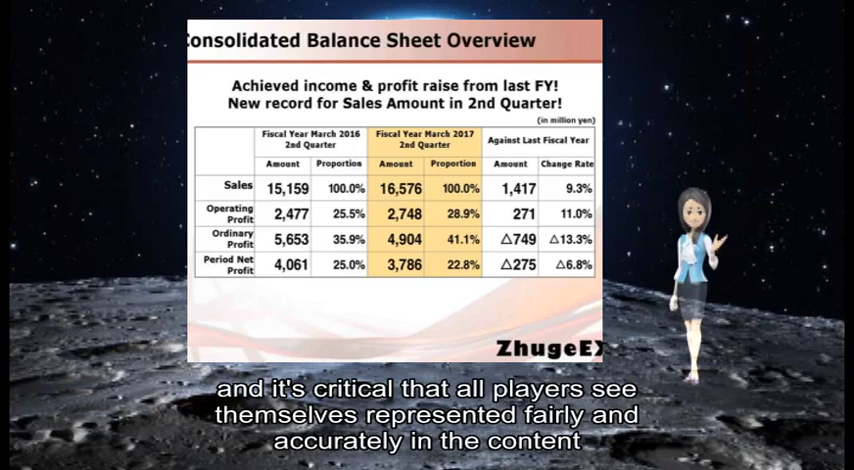 Consolidated Balance Sheet Overview
Achieved income & profit raise from last FY!
New record for Sales Amount in 2nd Quarter!
(in million yen)
Fiscal Year March 2016 2nd Quarter Fiscal Year March 2017 2nd Quarter Against Last Fiscal Year
Amount Proportion Amount Proportion Amount Change Rate
Sales 15,159 100.0% 16,576 100.0% 1,417 9.3%
Operating Profit 2,477 25.5% 2,748 28.9% 271 11.0%
Ordinary Profit 5,653 35.9% 4,904 41.1% △749 △13.3%
Period Net Profit 4,061 25.0% 3,786 22.8% △275 △6.8%
ZhugeEX
and it's critical that all players see
themselves represented fairly and
accurately in the content